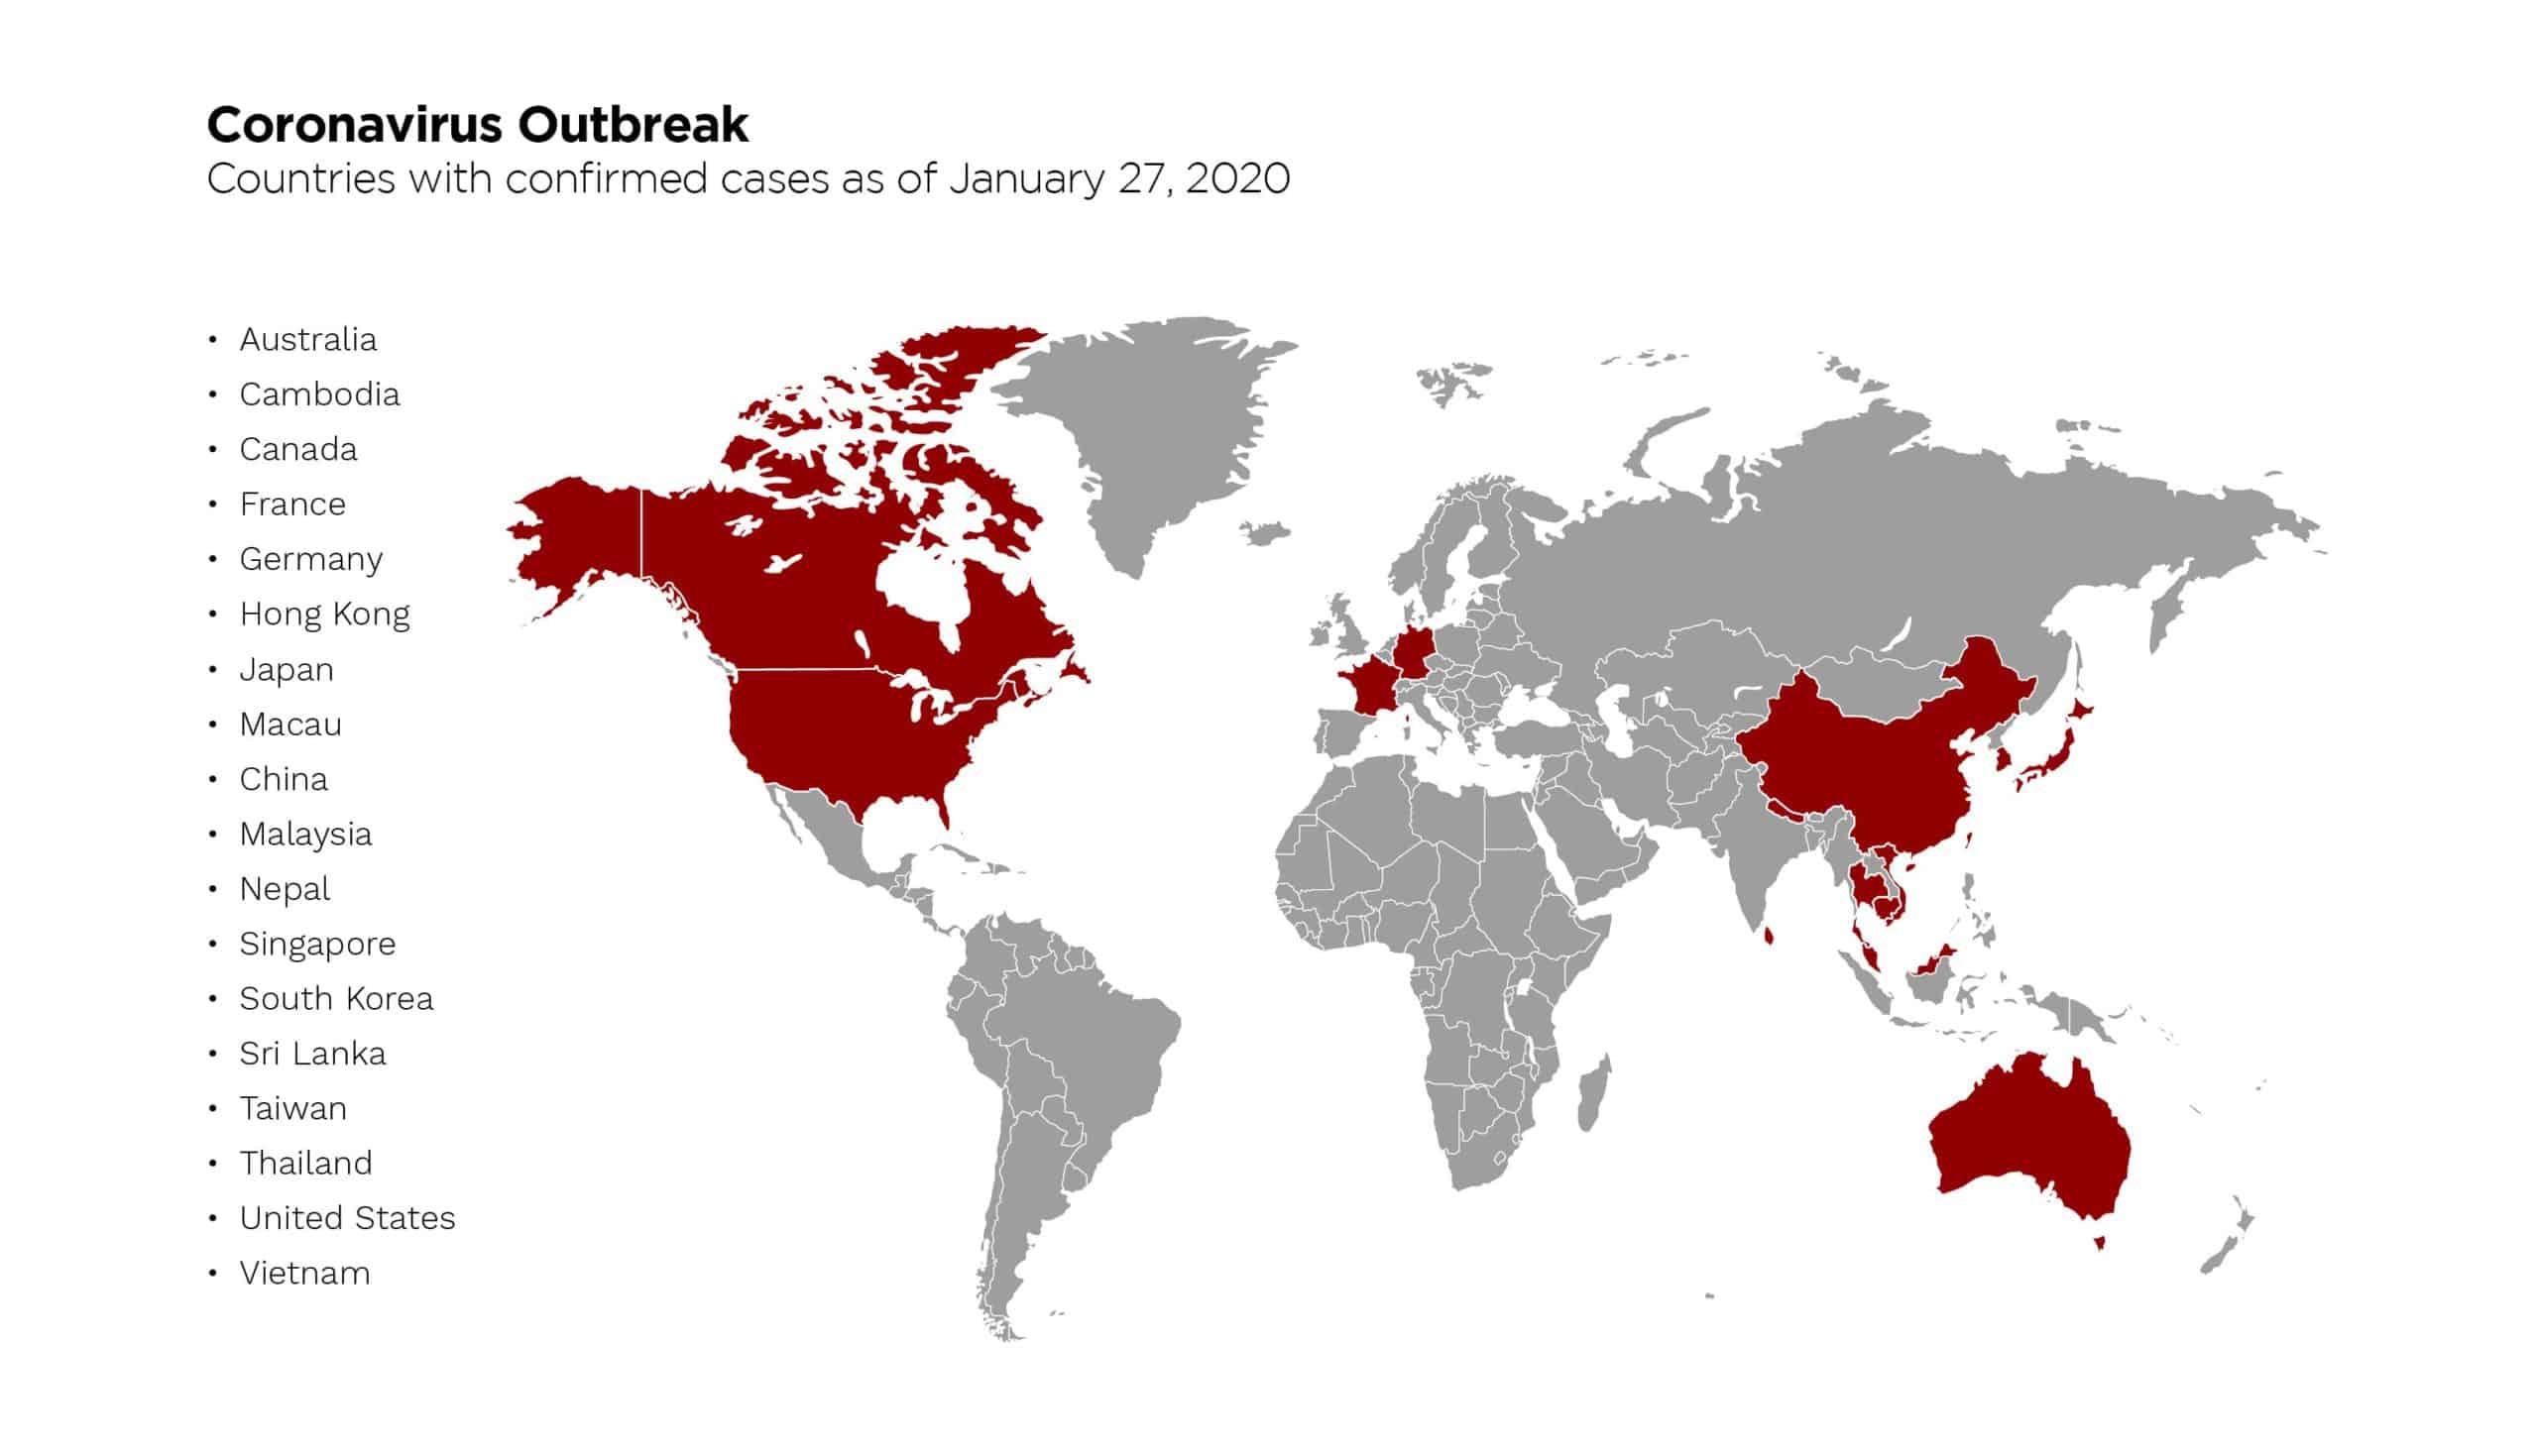 Coronavirus Outbreak
Countries with confirmed cases as of January 27, 2020
• Australia
• Cambodia
• Canada
• France
• Germany
• Hong Kong
• Japan
• Macau
• China
• Malaysia
• Nepal
• Singapore
• South Korea
• Sri Lanka
• Taiwan
• Thailand
• United States
• Vietnam